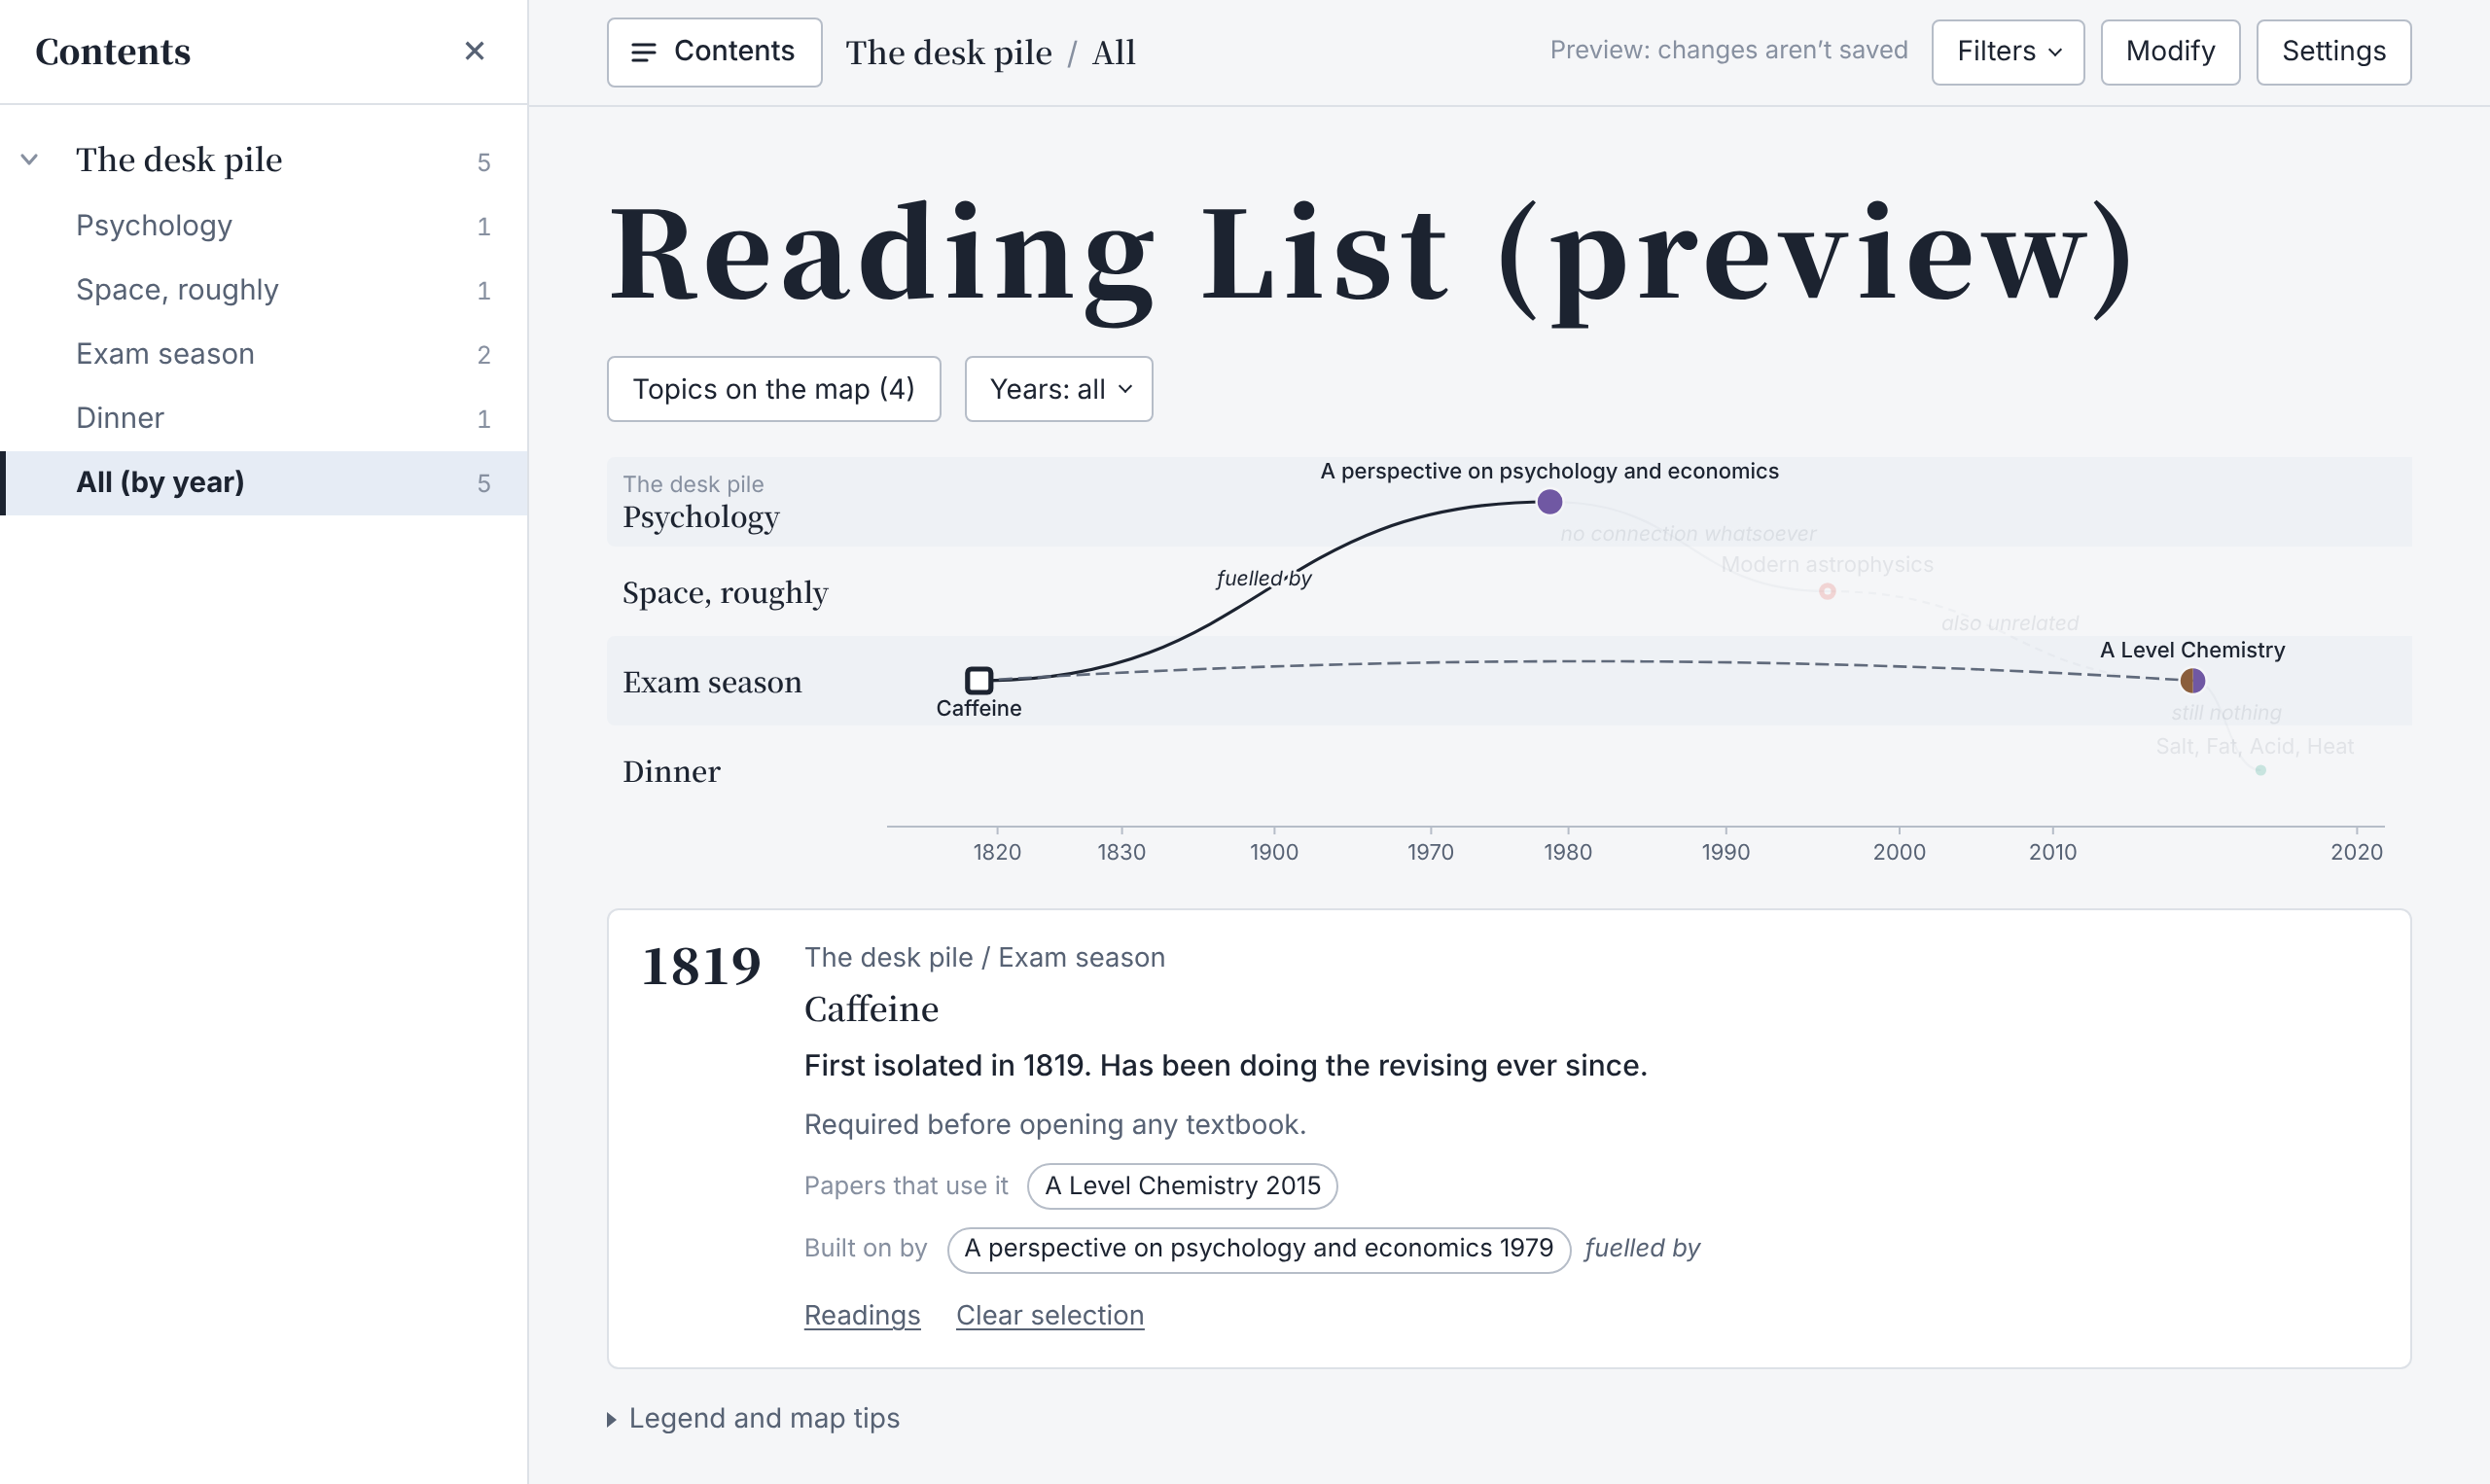 Contents
The desk pile 5
Psychology 1
Space, roughly 1
Exam season 2
Dinner 1
All (by year) 5
Contents
The desk pile / All
Preview: changes aren’t saved
Filters
Modify
Settings
Reading List (preview)
Topics on the map (4)
Years: all
The desk pile
Psychology
Space, roughly
Exam season
Dinner
A perspective on psychology and economics
no connection whatsoever
Modern astrophysics
fuelled by
also unrelated
A Level Chemistry
Caffeine
still nothing
Salt, Fat, Acid, Heat
1820 1830 1900 1970 1980 1990 2000 2010 2020
1819
The desk pile / Exam season
Caffeine
First isolated in 1819. Has been doing the revising ever since.
Required before opening any textbook.
Papers that use it A Level Chemistry 2015
Built on by A perspective on psychology and economics 1979 fuelled by
Readings Clear selection
Legend and map tips